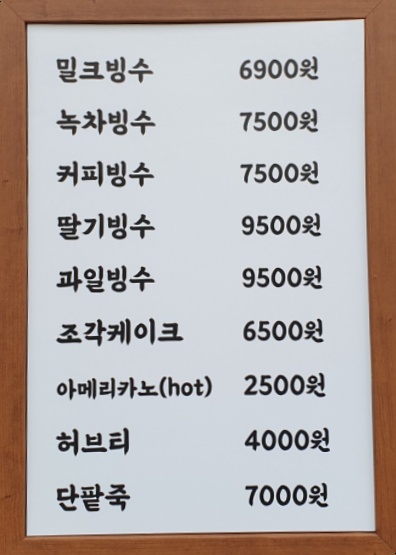 밀크빙수 6900원
녹차빙수 7500원
커피빙수 7500원
딸기빙수 9500원
과일빙수 9500원
조각케이크 6500원
아메리카노(hot) 2500원
허브티 4000원
단팥죽 7000원